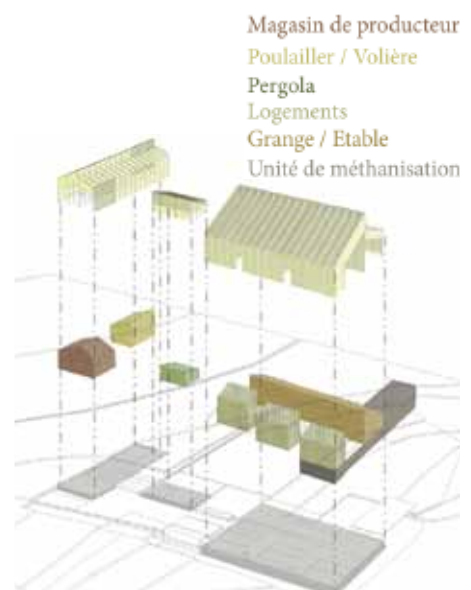 Magasin de producteur
Poulailler / Volière
Pergola
Logements
Grange / Etable
Unité de méthanisation